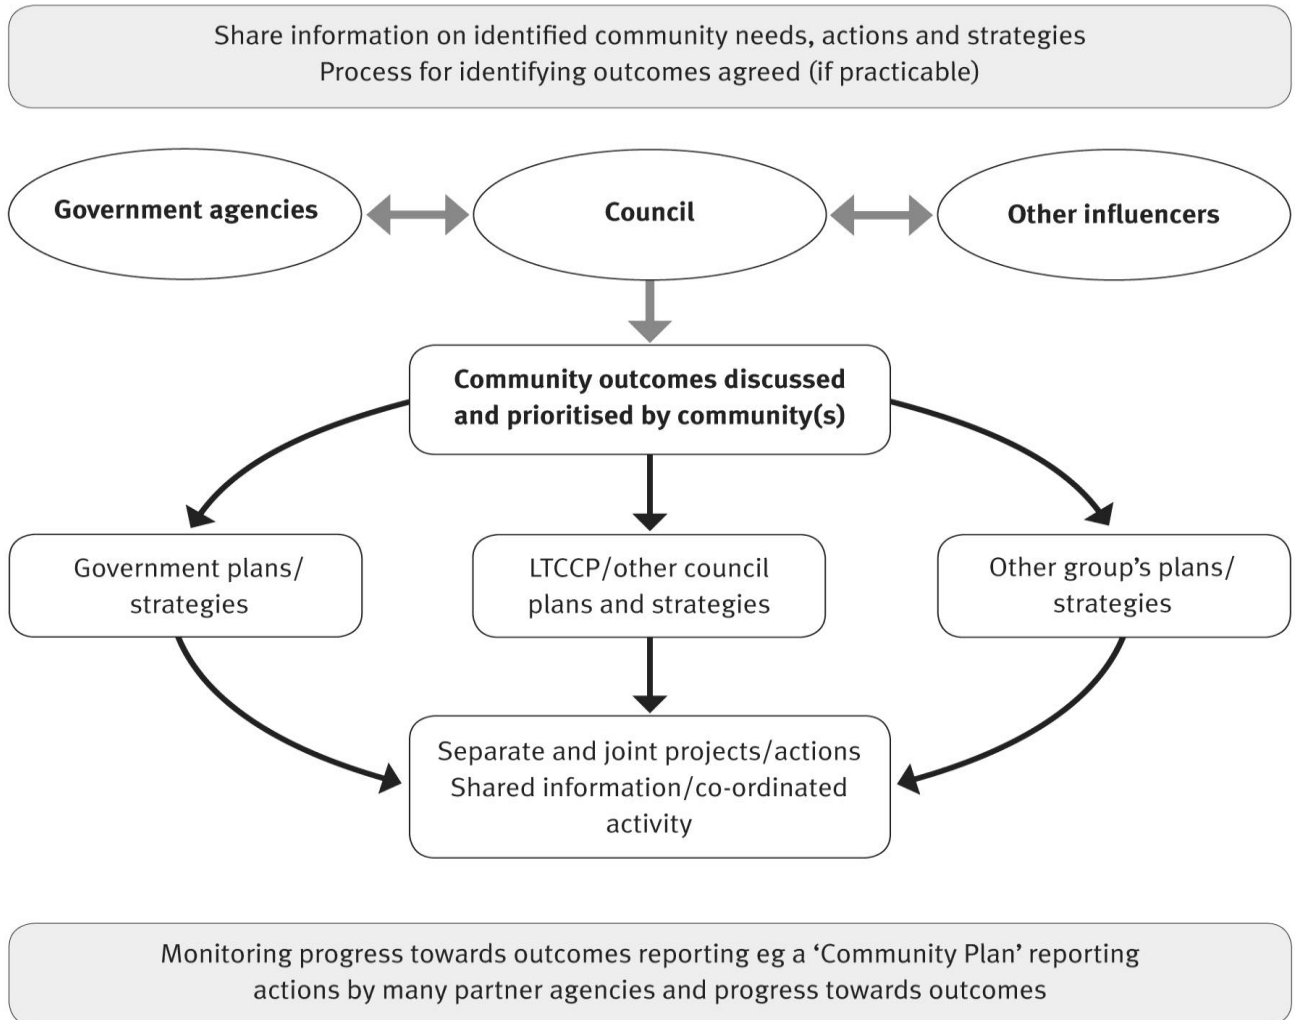 Share information on identified community needs, actions and strategies
Process for identifying outcomes agreed (if practicable)
Government agencies
Council
Other influencers
Community outcomes discussed
and prioritised by community(s)
Government plans/
strategies
LTCCP/other council
plans and strategies
Other group’s plans/
strategies
Separate and joint projects/actions
Shared information/co-ordinated
activity
Monitoring progress towards outcomes reporting eg a ‘Community Plan’ reporting
actions by many partner agencies and progress towards outcomes